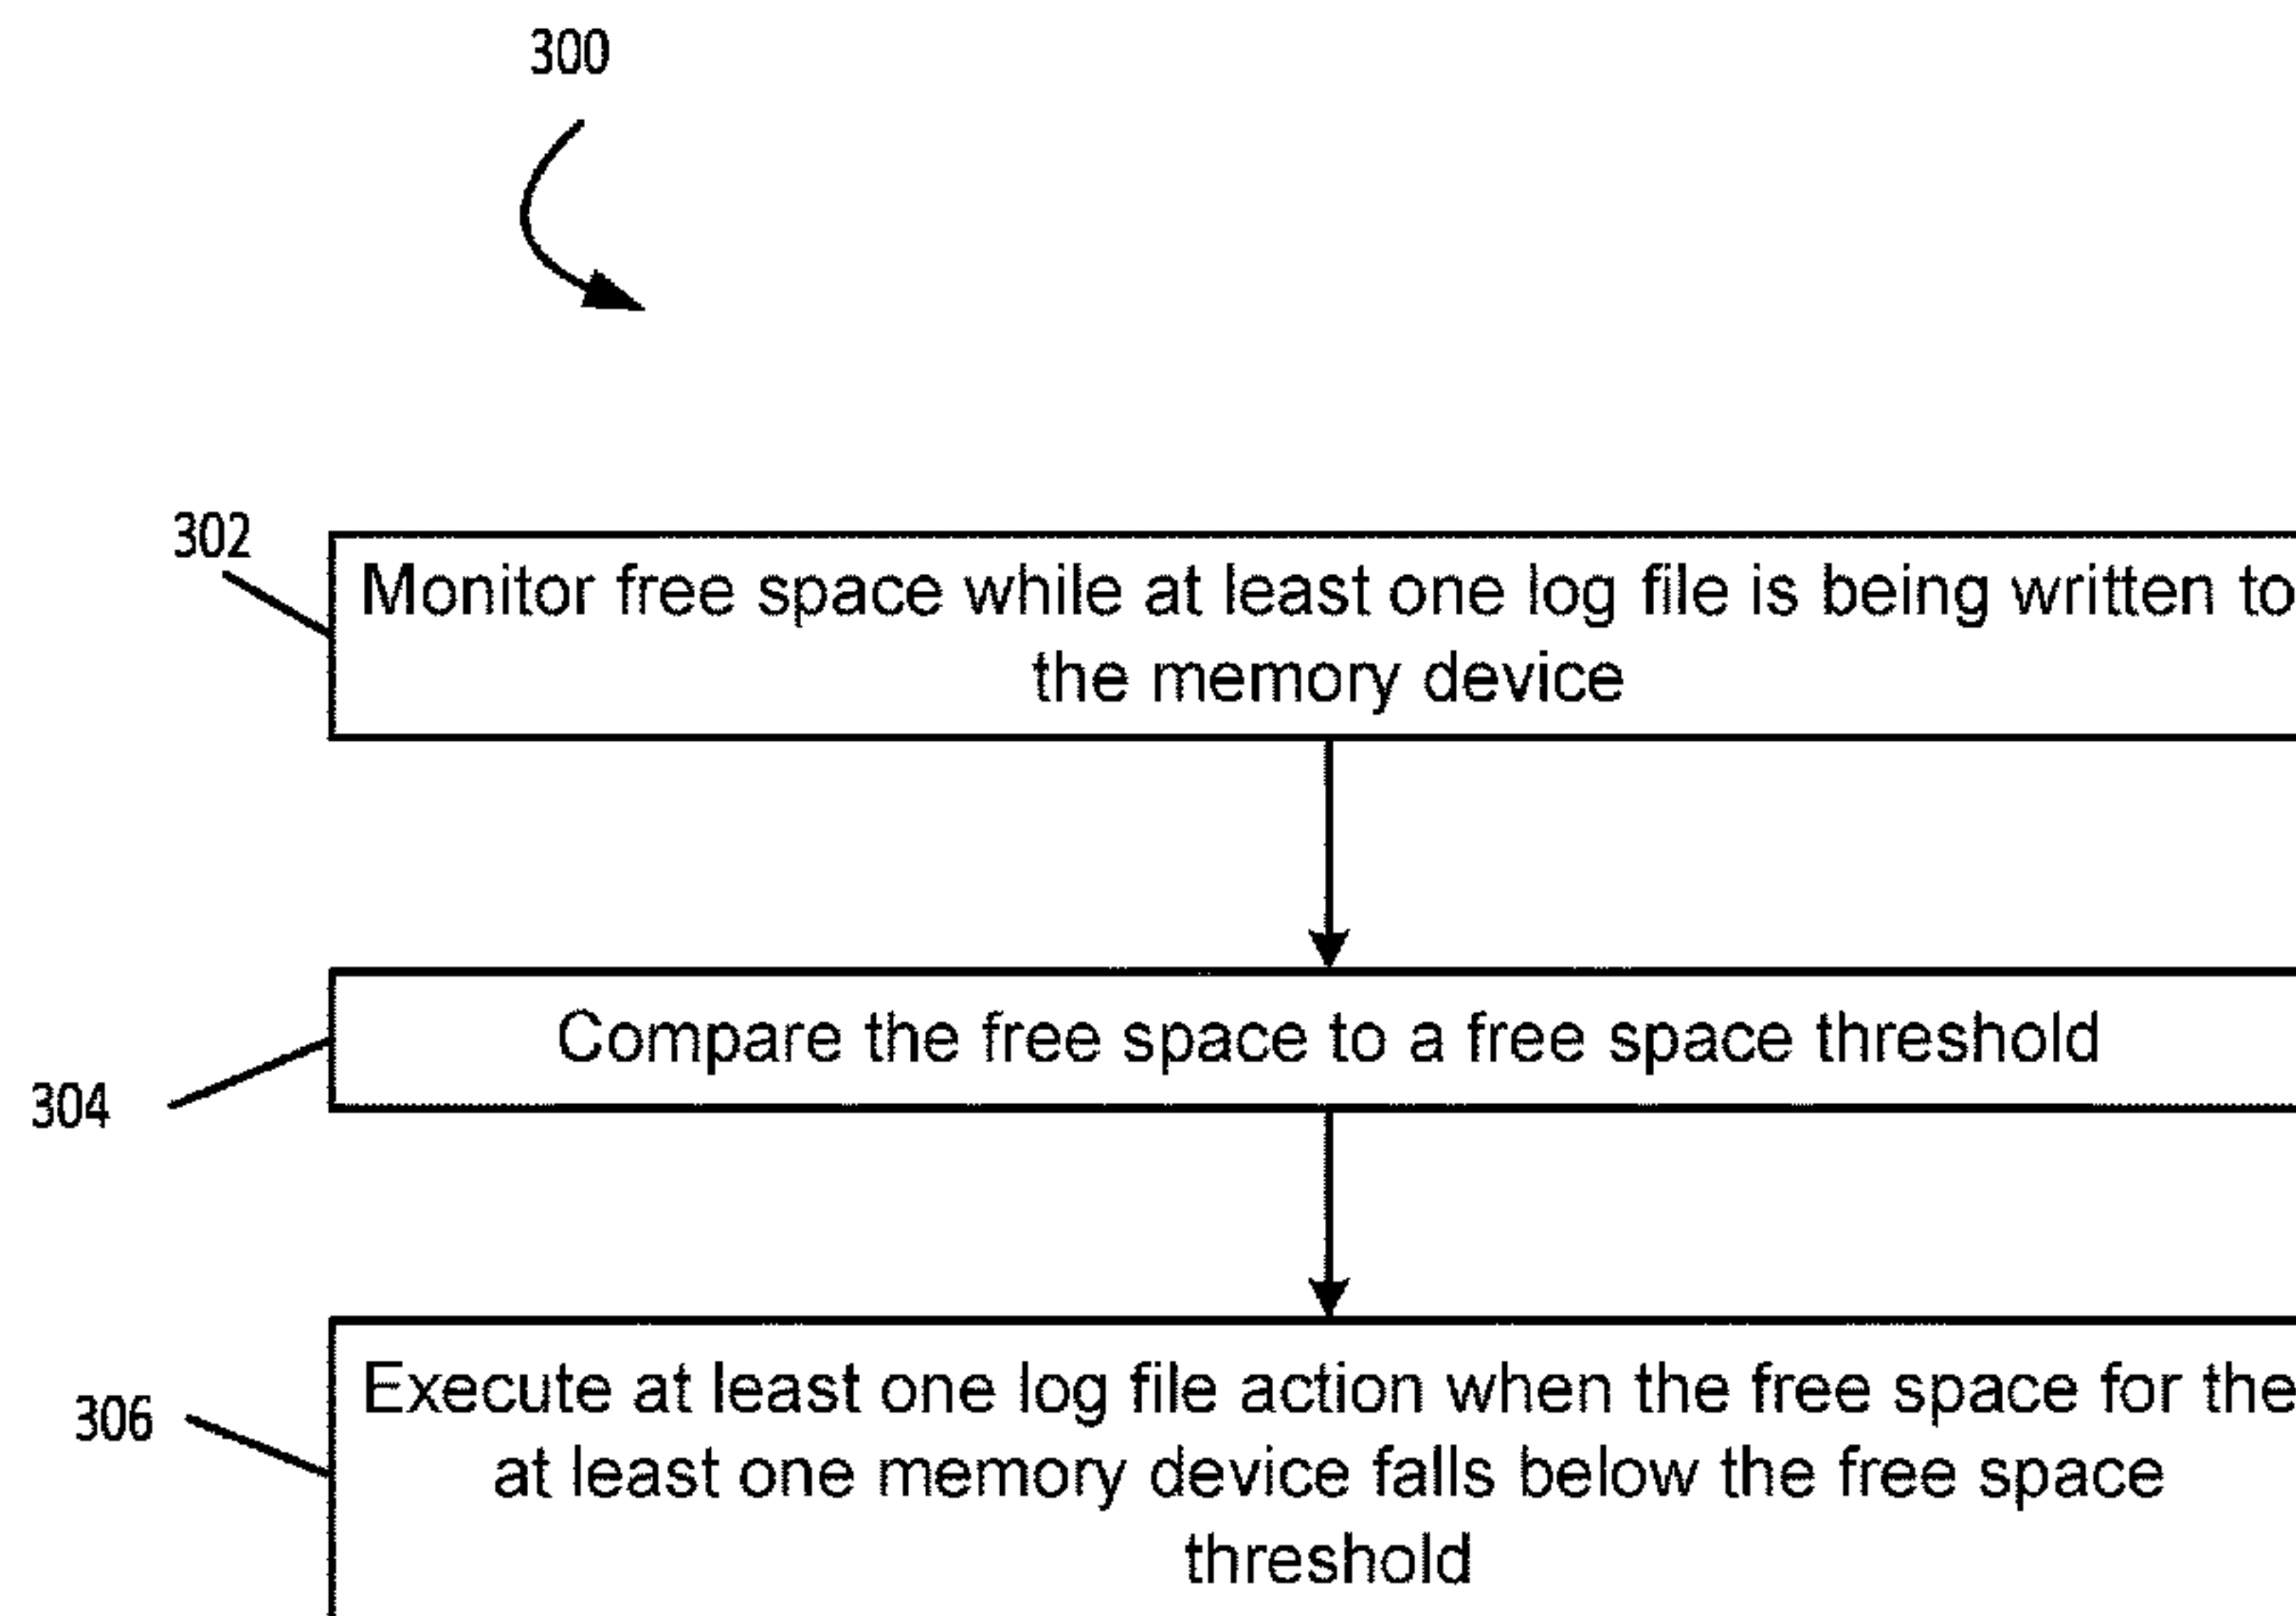 300
302
Monitor free space while at least one log file is being written to
the memory device
Compare the free space to a free space threshold
304
Execute at least one log file action when the free space for the
306
at least one memory device falls below the free space
threshold